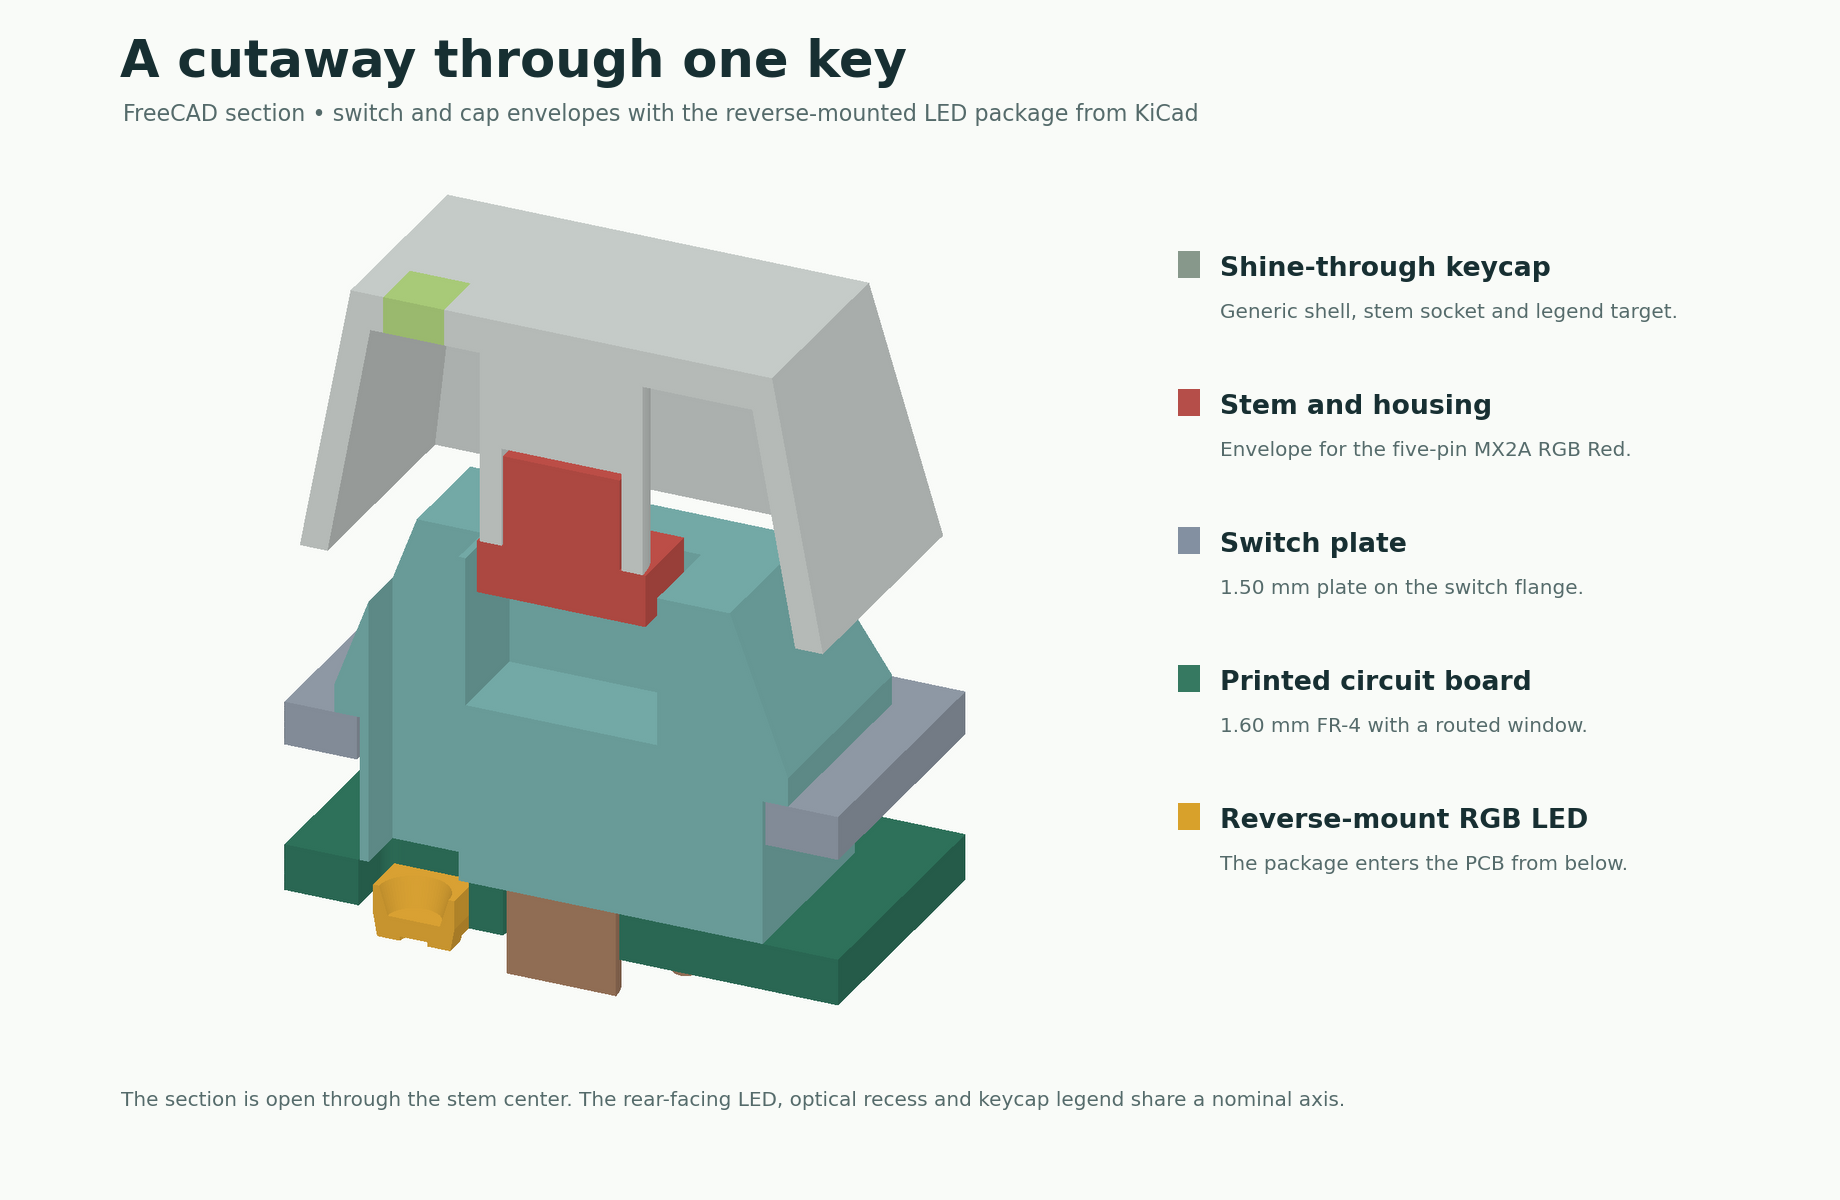 A cutaway through one key
FreeCAD section • switch and cap envelopes with the reverse-mounted LED package from KiCad
Shine-through keycap
Generic shell, stem socket and legend target.
Stem and housing
Envelope for the five-pin MX2A RGB Red.
Switch plate
1.50 mm plate on the switch flange.
Printed circuit board
1.60 mm FR-4 with a routed window.
Reverse-mount RGB LED
The package enters the PCB from below.
The section is open through the stem center. The rear-facing LED, optical recess and keycap legend share a nominal axis.